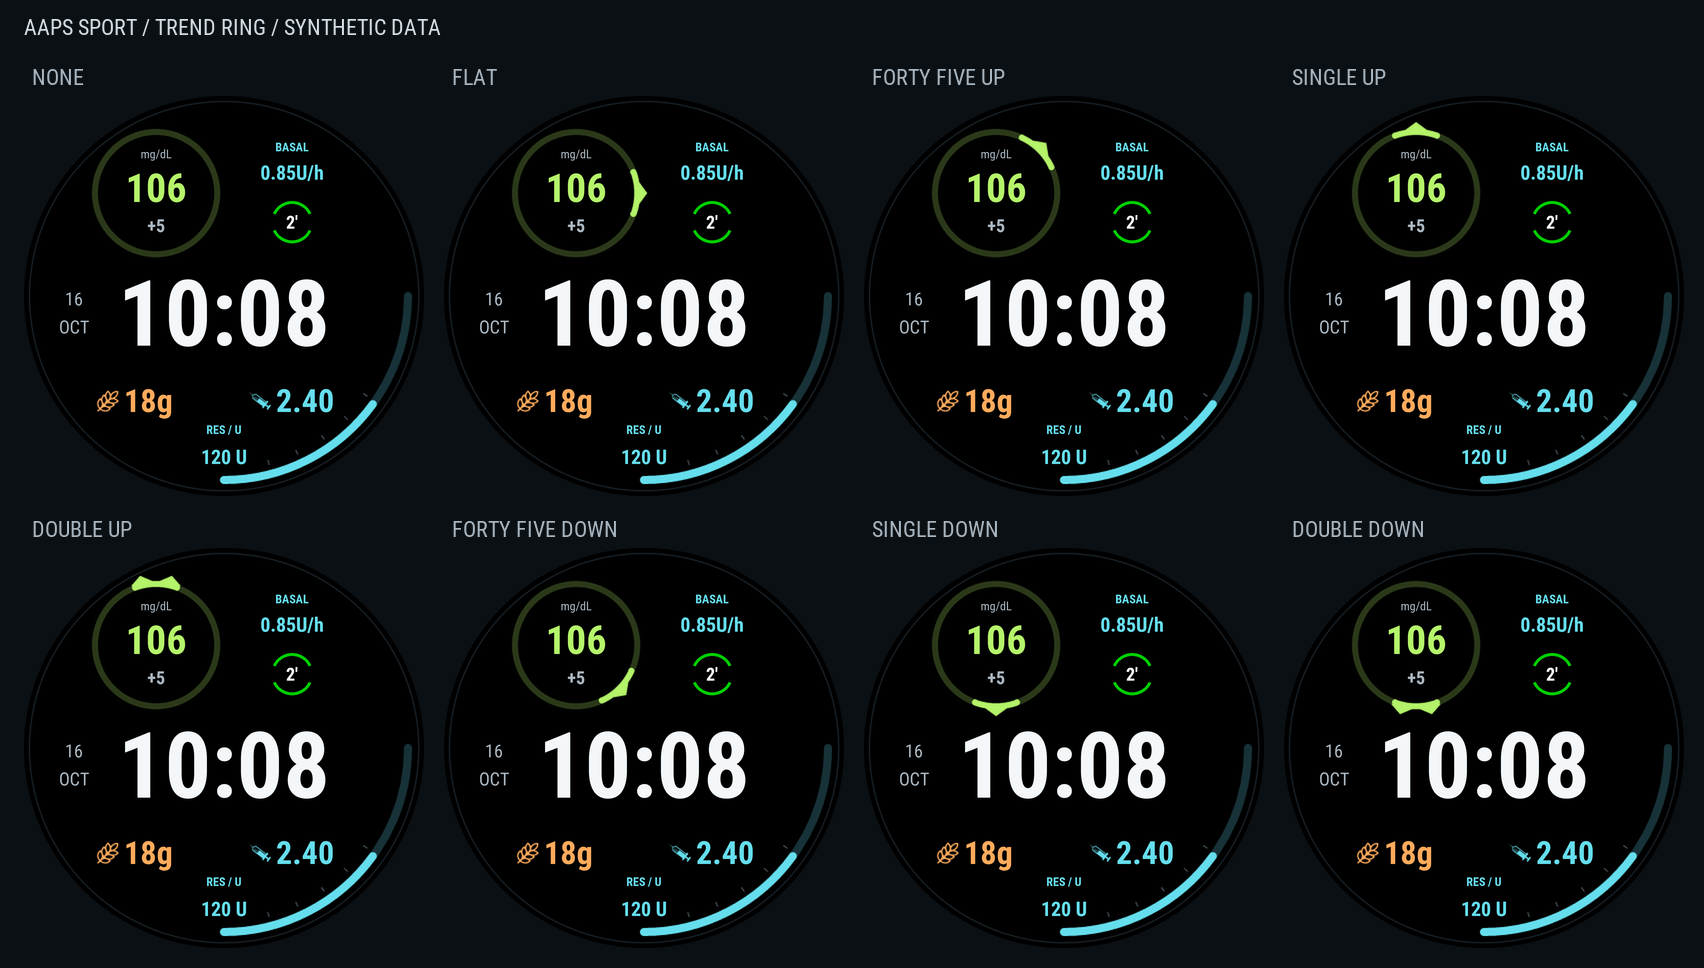 AAPS SPORT / TREND RING / SYNTHETIC DATA
NONE
mg/dL
106
+5
BASAL
0.85U/h
2'
16
OCT
10:08
18g
2.40
RES / U
120 U
FLAT
mg/dL
106
+5
BASAL
0.85U/h
2'
16
OCT
10:08
18g
2.40
RES / U
120 U
FORTY FIVE UP
mg/dL
106
+5
BASAL
0.85U/h
2'
16
OCT
10:08
18g
2.40
RES / U
120 U
SINGLE UP
mg/dL
106
+5
BASAL
0.85U/h
2'
16
OCT
10:08
18g
2.40
RES / U
120 U
DOUBLE UP
mg/dL
106
+5
BASAL
0.85U/h
2'
16
OCT
10:08
18g
2.40
RES / U
120 U
FORTY FIVE DOWN
mg/dL
106
+5
BASAL
0.85U/h
2'
16
OCT
10:08
18g
2.40
RES / U
120 U
SINGLE DOWN
mg/dL
106
+5
BASAL
0.85U/h
2'
16
OCT
10:08
18g
2.40
RES / U
120 U
DOUBLE DOWN
mg/dL
106
+5
BASAL
0.85U/h
2'
16
OCT
10:08
18g
2.40
RES / U
120 U